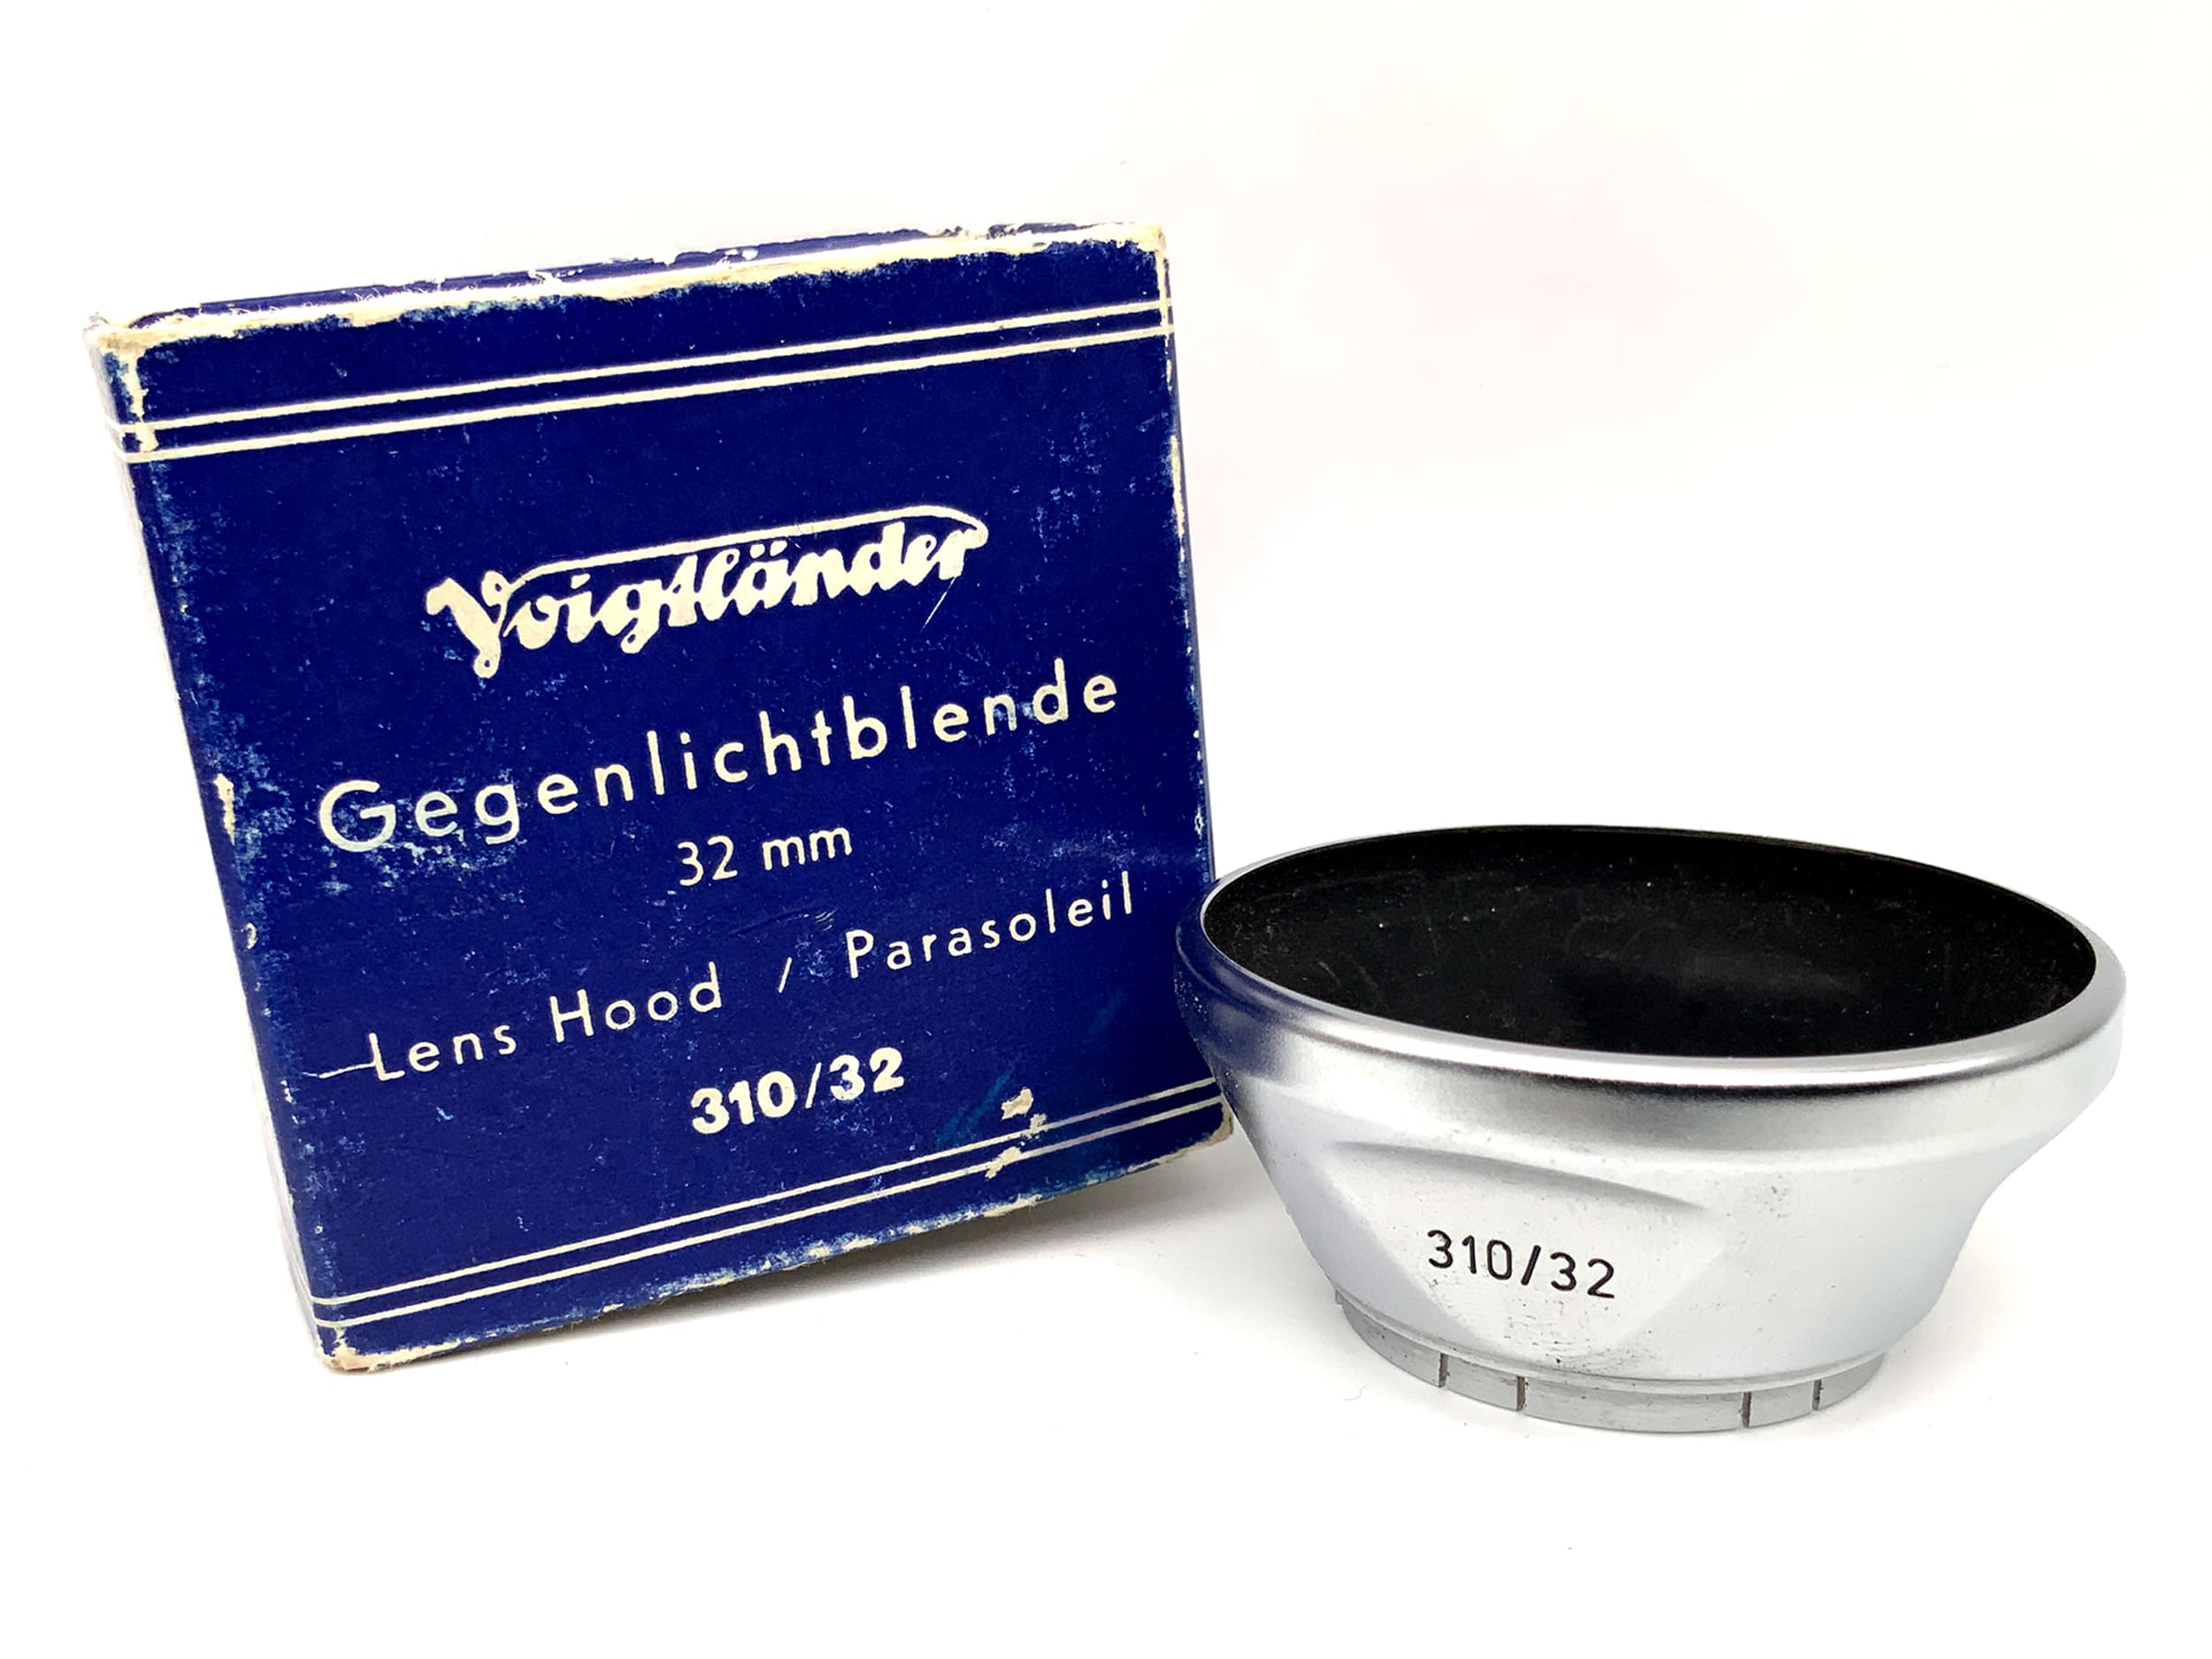 Voigtländer
Gegenlichtblende
32 mm
Lens Hood / Parasoleil
310/32
310/32